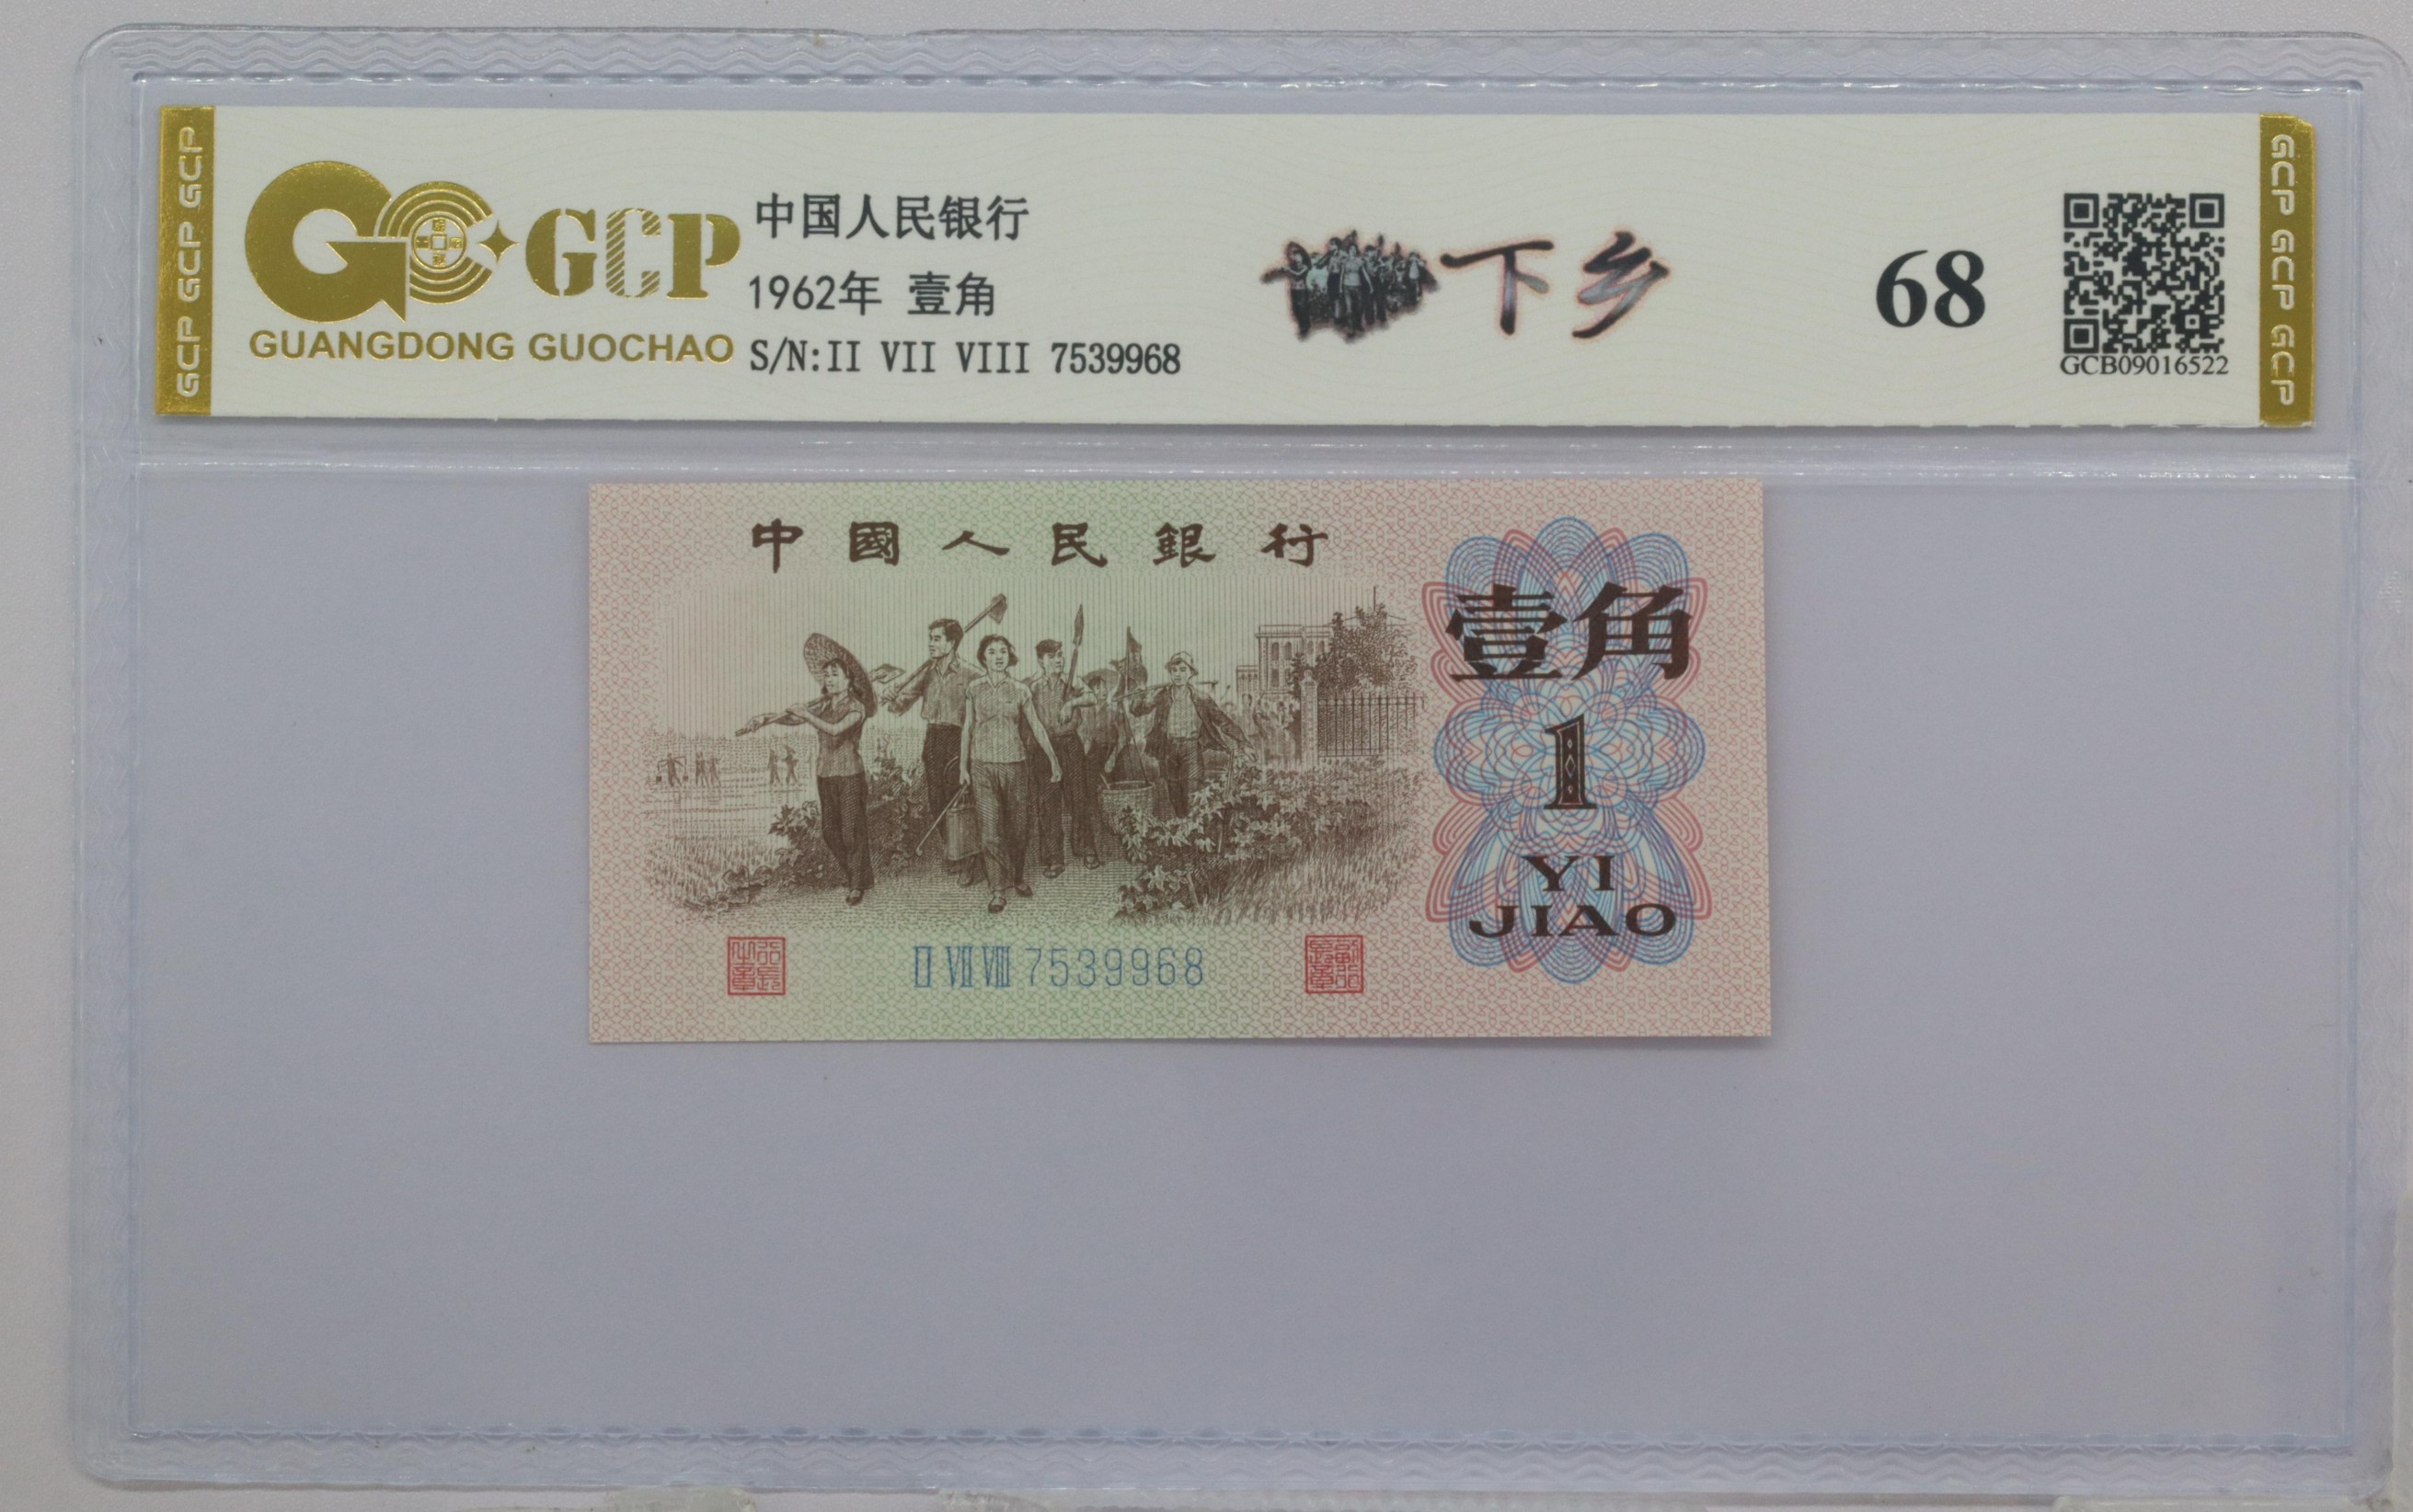 GCP GCP GCP
GCP
GUANGDONG GUOCHAO
中国人民银行
1962年 壹角
S/N:II VII VIII 7539968
下乡
68
GCB09016522
GCP GCP GCP
中國人民銀行
壹角
1
YI
JIAO
II VII VIII 7539968